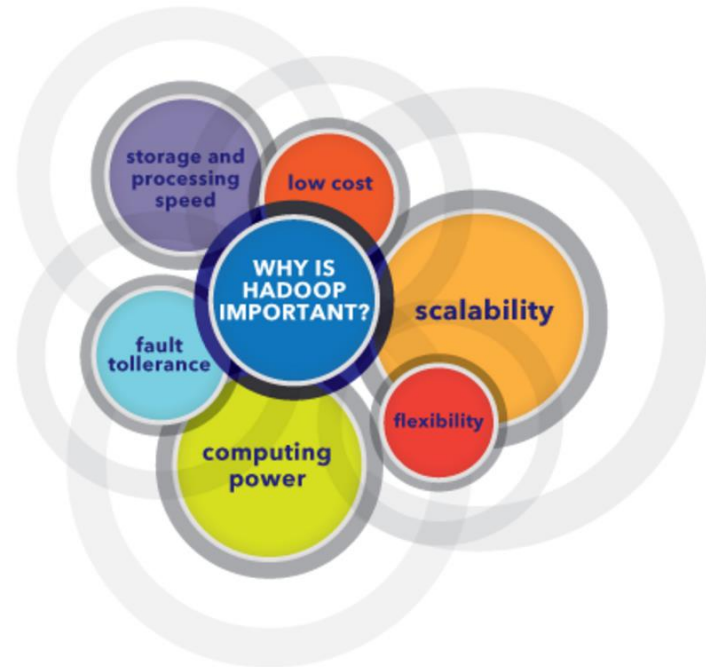 storage and
processing
speed
low cost
WHY IS
HADOOP
IMPORTANT?
scalability
fault
tollerance
flexibility
computing
power